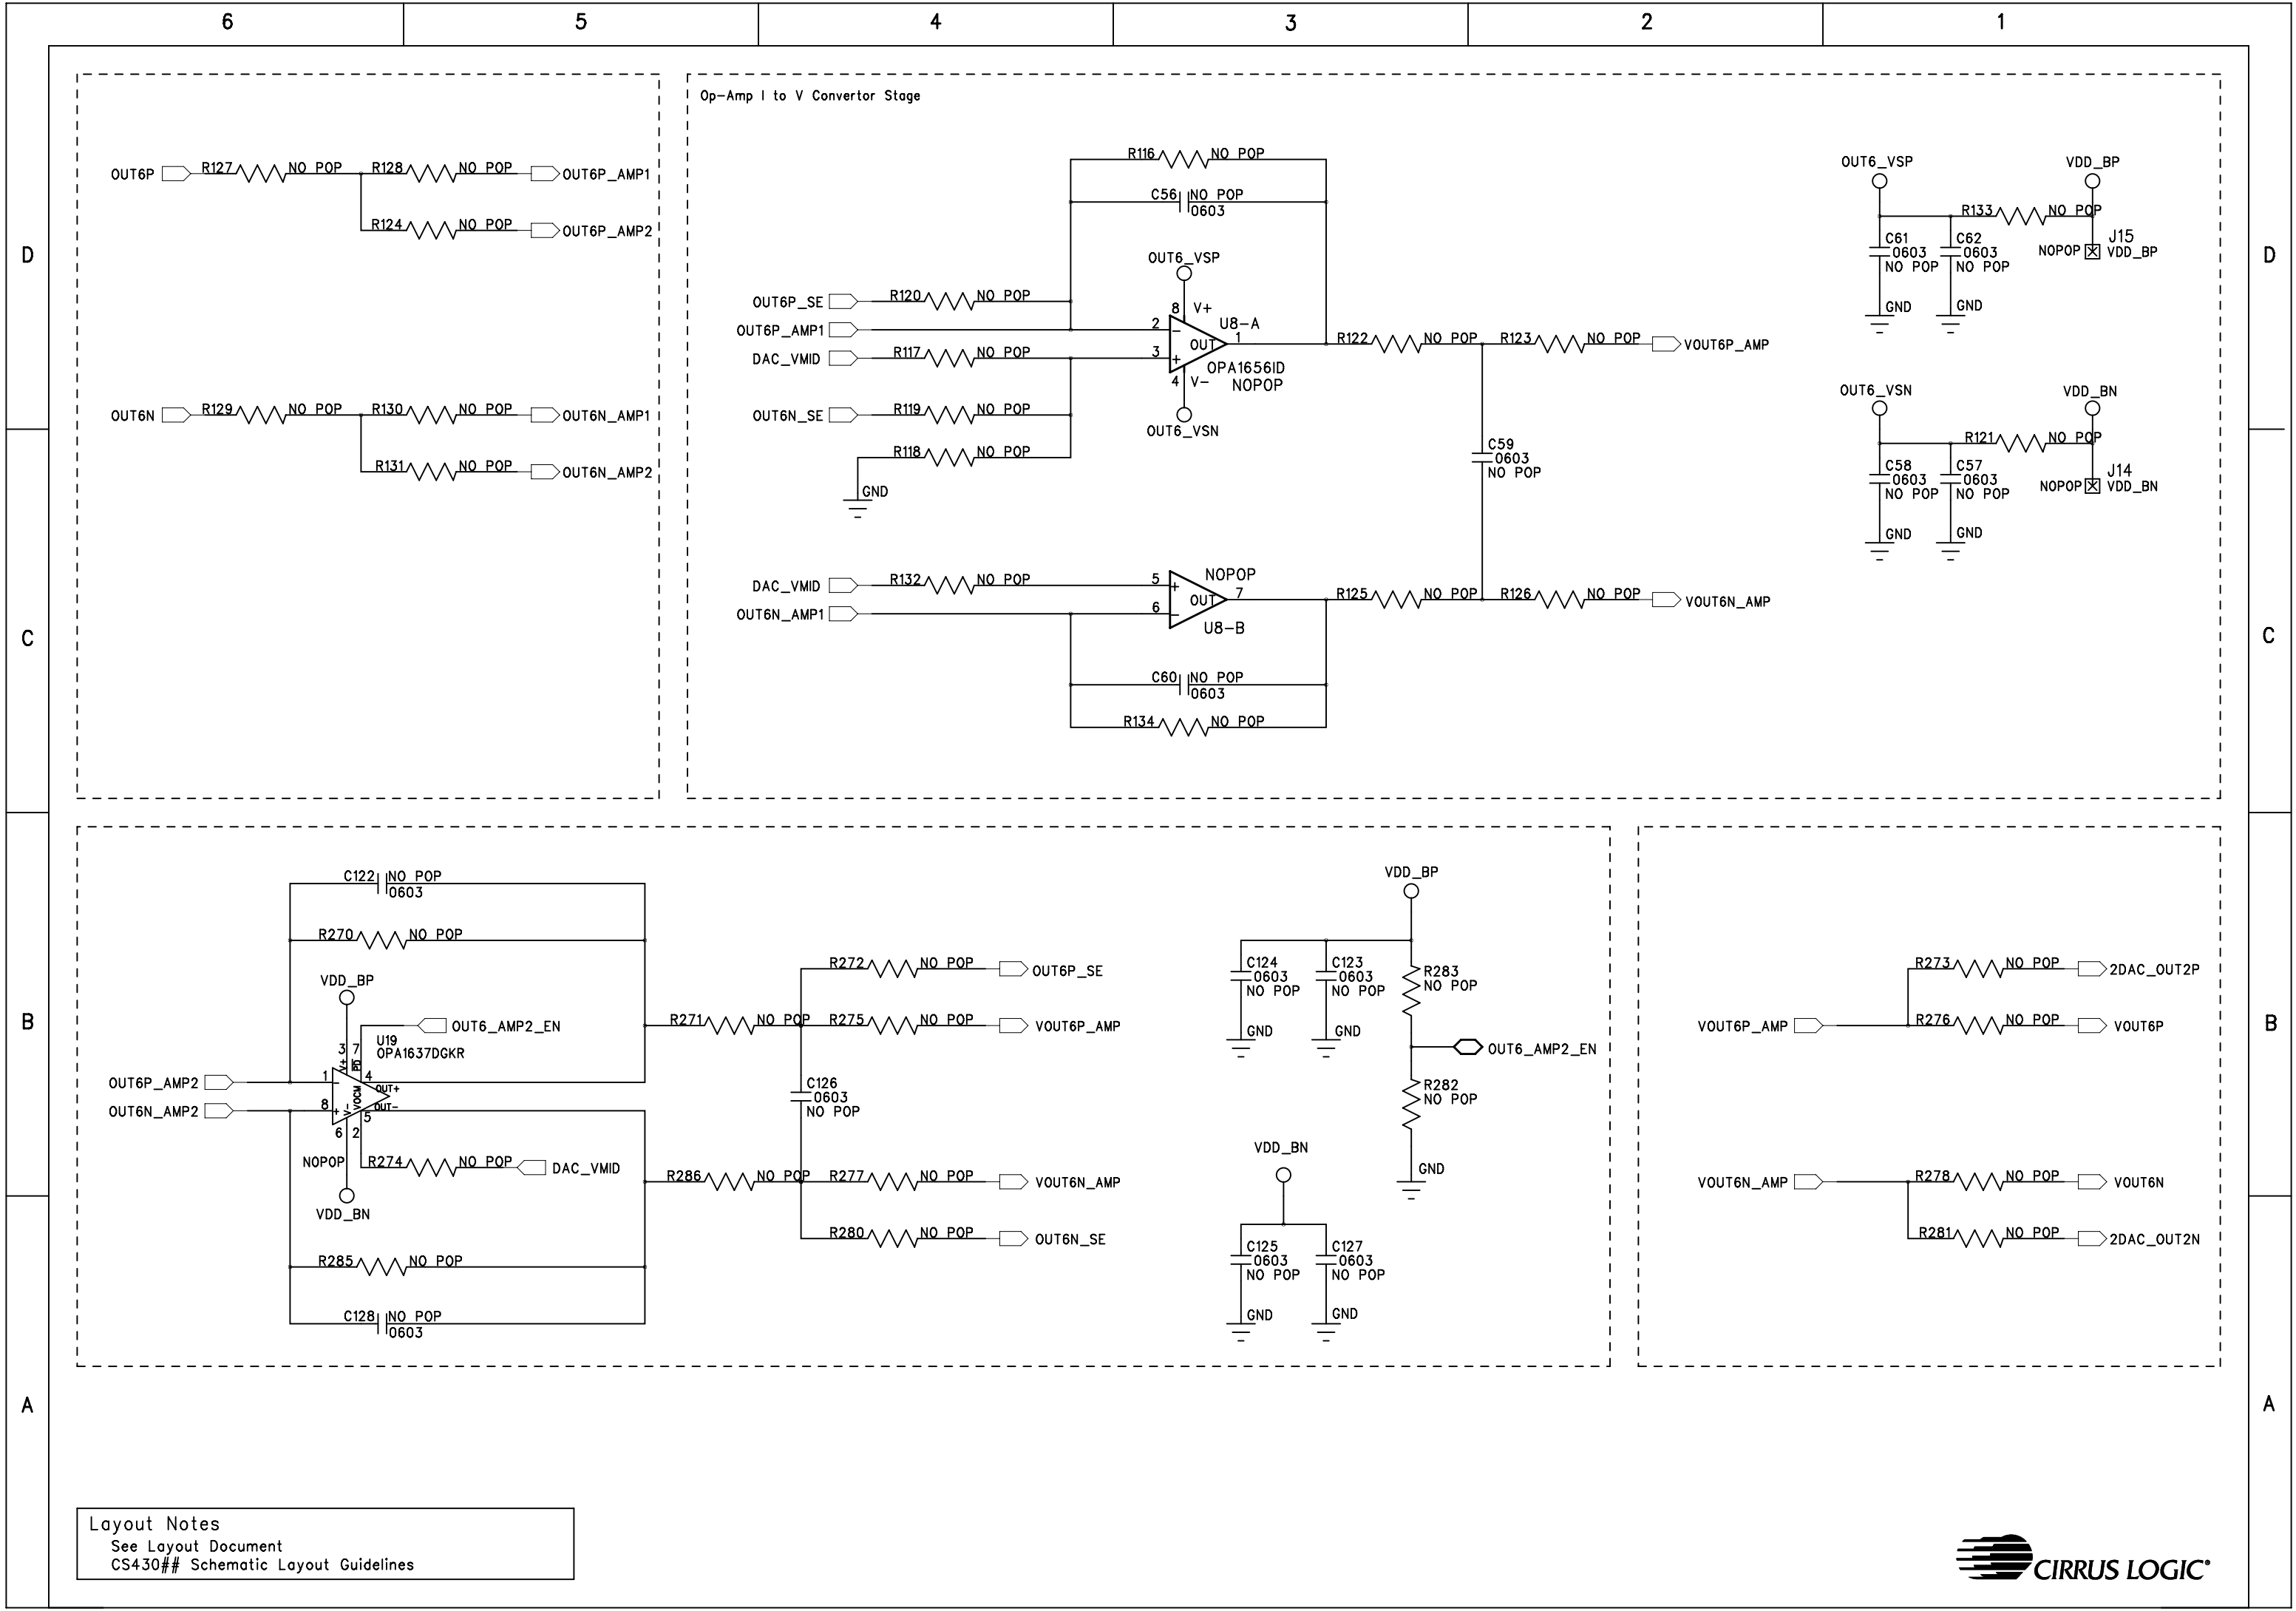 6 5 4 3 2 1
D
C
B
A
D
C
B
A
OUT6P
R127 NO POP
R128 NO POP
OUT6P_AMP1
R124 NO POP
OUT6P_AMP2
OUT6N
R129 NO POP
R130 NO POP
OUT6N_AMP1
R131 NO POP
OUT6N_AMP2
Op-Amp I to V Convertor Stage
R116 NO POP
C56 NO POP
0603
OUT6_VSP
8 V+
OUT6P_SE
R120 NO POP
OUT6P_AMP1
2
-
U8-A
OUT
1
DAC_VMID
R117 NO POP
3
+
OPA1656ID
NOPOP
4 V-
OUT6_VSN
OUT6N_SE
R119 NO POP
R118 NO POP
GND
R122 NO POP
R123 NO POP
VOUT6P_AMP
C59
0603
NO POP
DAC_VMID
R132 NO POP
OUT6N_AMP1
5
+
6
-
NOPOP
OUT
7
U8-B
R125 NO POP
R126 NO POP
VOUT6N_AMP
C60 NO POP
0603
R134 NO POP
OUT6_VSP
VDD_BP
R133 NO POP
C61
0603
NO POP
C62
0603
NO POP
NOPOP
J15
VDD_BP
GND
GND
OUT6_VSN
VDD_BN
R121 NO POP
C58
0603
NO POP
C57
0603
NO POP
NOPOP
J14
VDD_BN
GND
GND
C122 NO POP
0603
R270 NO POP
VDD_BP
OUT6_AMP2_EN
U19
OPA1637DGKR
3 7
V+
PD
OUT6P_AMP2
1
-
4
OUT+
OUT6N_AMP2
8
+
V-
VOCM
OUT-
5
6 2
NOPOP
R274 NO POP
DAC_VMID
VDD_BN
R285 NO POP
C128 NO POP
0603
R272 NO POP
OUT6P_SE
R271 NO POP
R275 NO POP
VOUT6P_AMP
C126
0603
NO POP
R286 NO POP
R277 NO POP
VOUT6N_AMP
R280 NO POP
OUT6N_SE
VDD_BP
C124
0603
NO POP
C123
0603
NO POP
R283
NO POP
GND
GND
OUT6_AMP2_EN
R282
NO POP
GND
VDD_BN
C125
0603
NO POP
C127
0603
NO POP
GND
GND
R273 NO POP
2DAC_OUT2P
VOUT6P_AMP
R276 NO POP
VOUT6P
VOUT6N_AMP
R278 NO POP
VOUT6N
R281 NO POP
2DAC_OUT2N
Layout Notes
See Layout Document
CS430## Schematic Layout Guidelines
CIRRUS LOGIC®